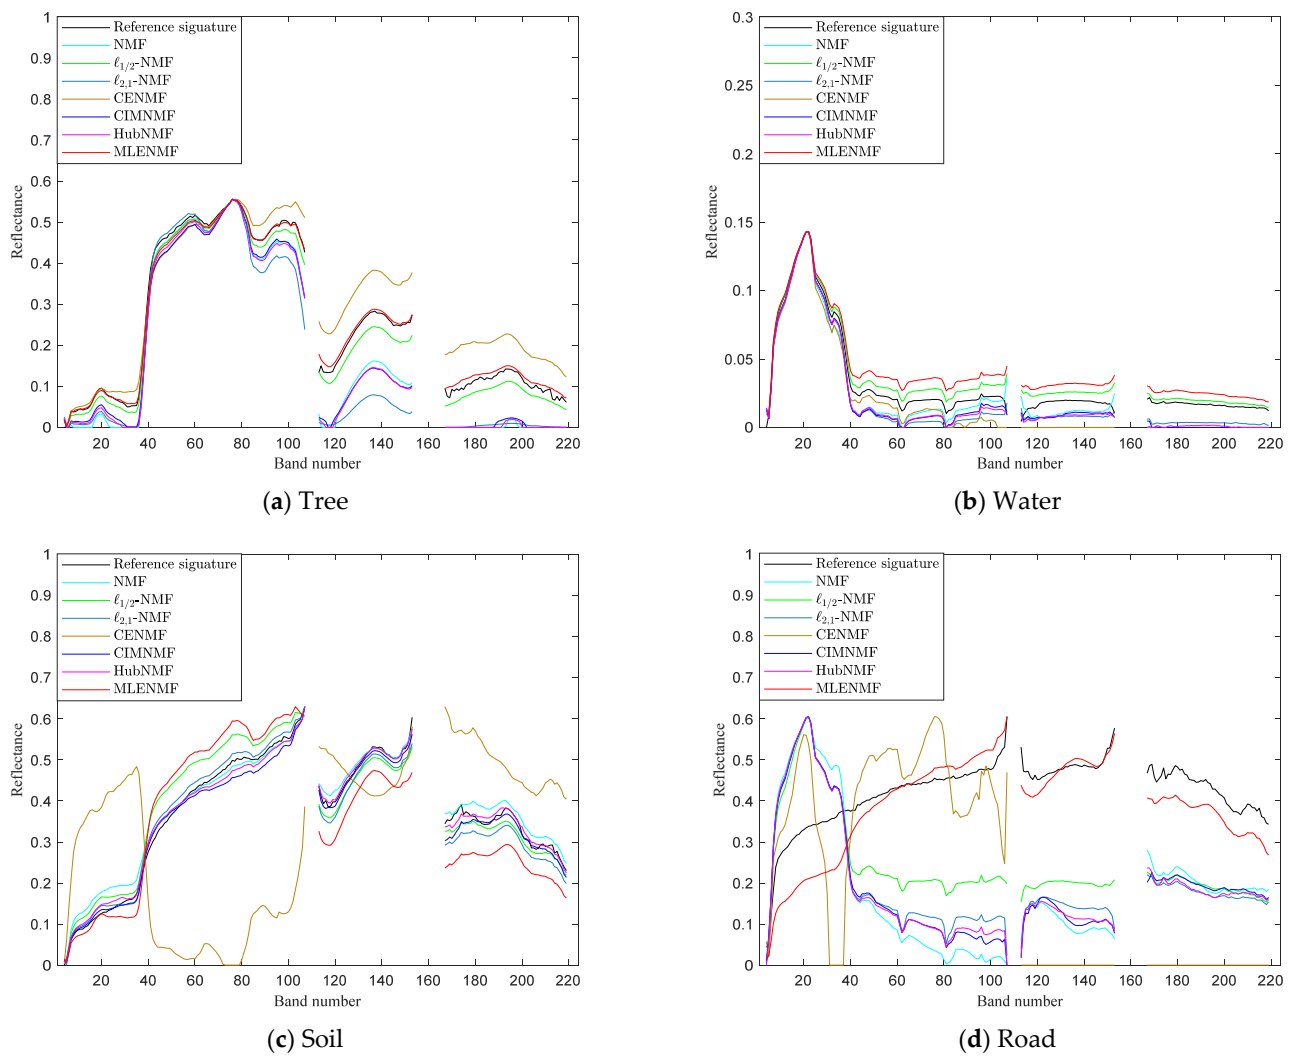 1
0.9
0.8
0.7
0.6
0.5
0.4
0.3
0.2
0.1
0
Reflectance
Reference siguature
NMF
ℓ1/2-NMF
ℓ2,1-NMF
CENMF
CIMNMF
HubNMF
MLENMF
20 40 60 80 100 120 140 160 180 200 220
Band number
(a) Tree
0.3
0.25
0.2
0.15
0.1
0.05
0
Reflectance
Reference siguature
NMF
ℓ1/2-NMF
ℓ2,1-NMF
CENMF
CIMNMF
HubNMF
MLENMF
20 40 60 80 100 120 140 160 180 200 220
Band number
(b) Water
1
0.9
0.8
0.7
0.6
0.5
0.4
0.3
0.2
0.1
0
Reflectance
Reference siguature
NMF
ℓ1/2-NMF
ℓ2,1-NMF
CENMF
CIMNMF
HubNMF
MLENMF
20 40 60 80 100 120 140 160 180 200 220
Band number
(c) Soil
1
0.9
0.8
0.7
0.6
0.5
0.4
0.3
0.2
0.1
0
Reflectance
Reference siguature
NMF
ℓ1/2-NMF
ℓ2,1-NMF
CENMF
CIMNMF
HubNMF
MLENMF
20 40 60 80 100 120 140 160 180 200 220
Band number
(d) Road